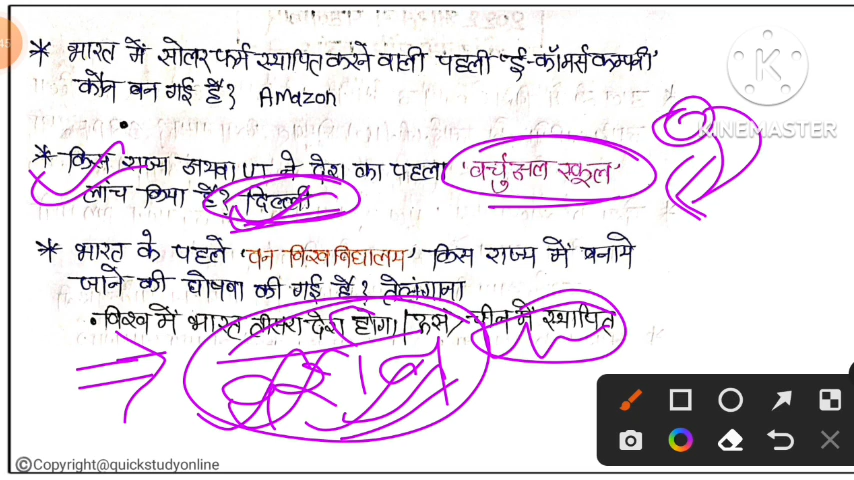 * भारत में सोलर फर्म स्थापित करने वाली पहली 'ई-कॉमर्स कम्पनी'
कौन बन गई है? Amazon
KINEMASTER
* किस राज्य अथवा UT ने देश का पहला 'वर्चुअल स्कूल'
लांच किया है? दिल्ली
* भारत के पहले 'वन विश्वविद्यालय' किस राज्य में बनाये
जाने की घोषणा की गई है? तेलंगाना
• विश्व में भारत तीसरा देश होगा (रूस, चीन में स्थापित
©Copyright@quickstudyonline